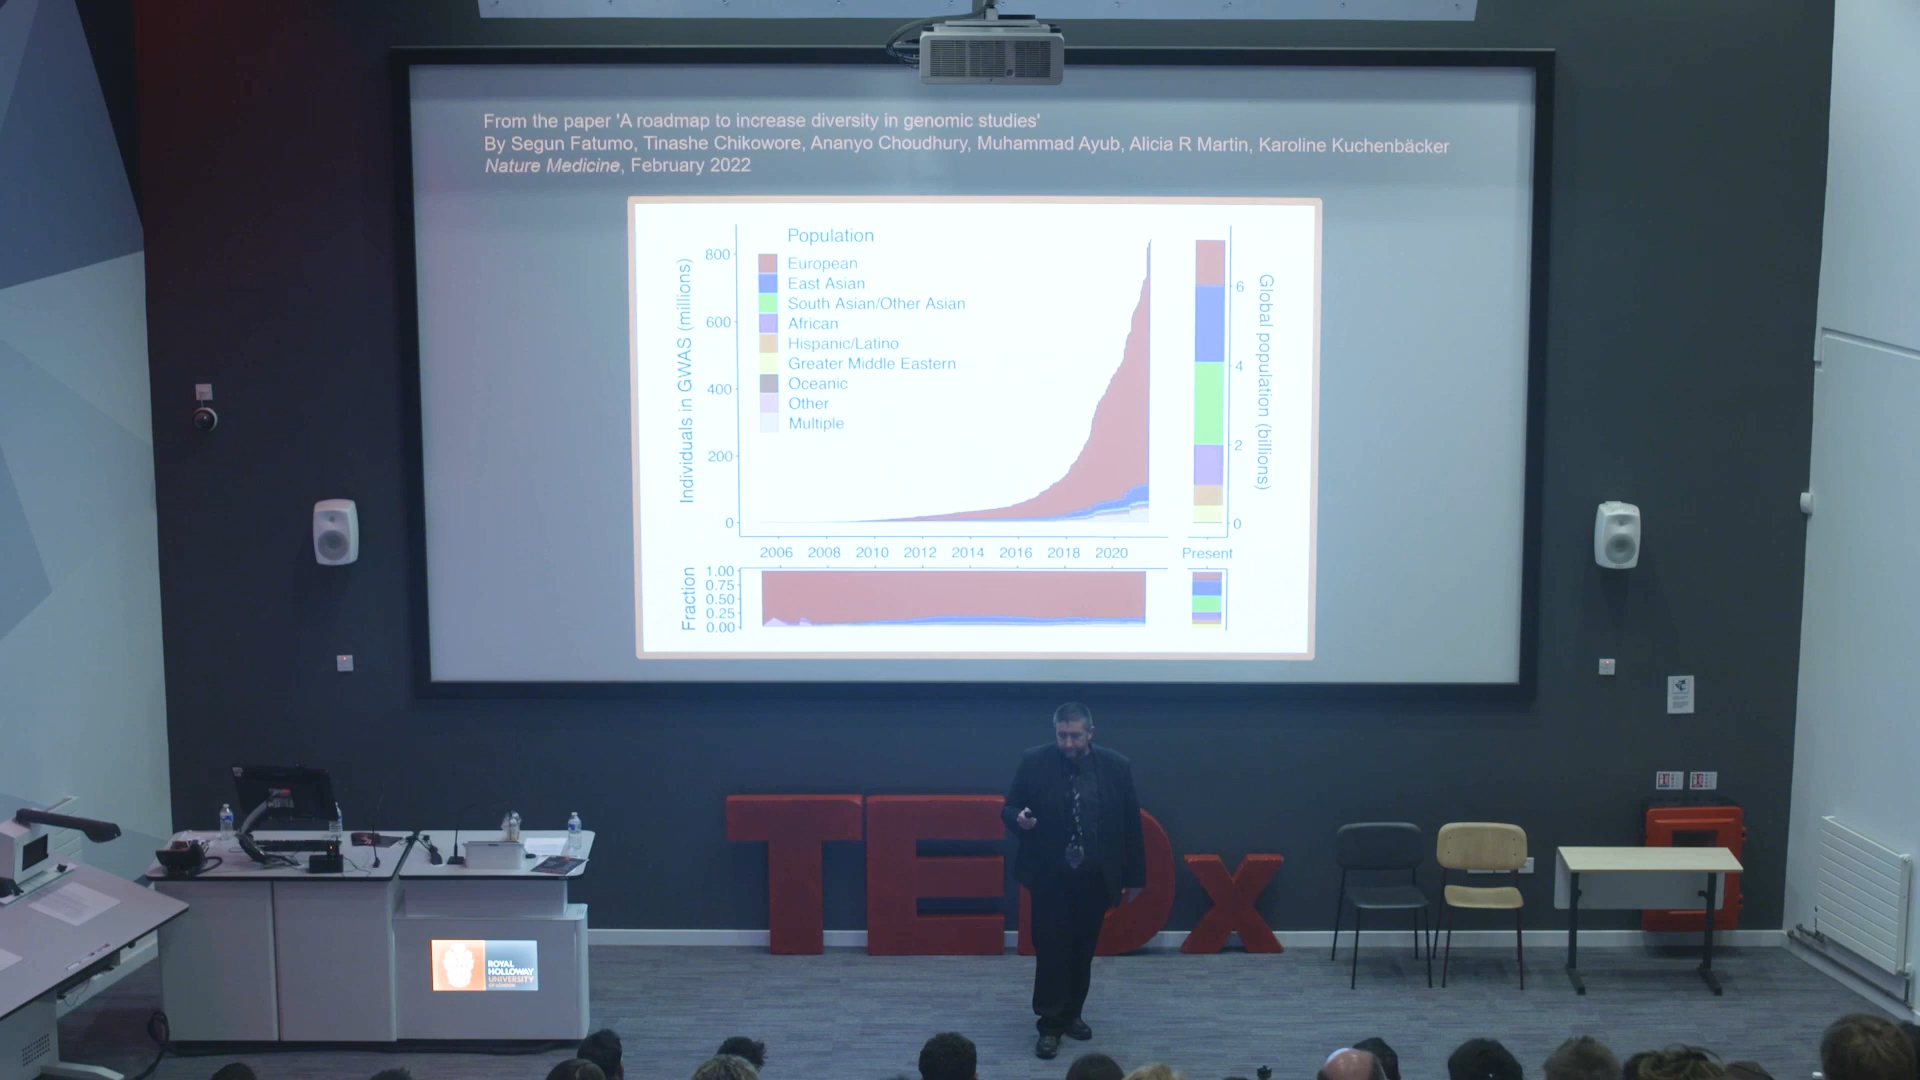 From the paper 'A roadmap to increase diversity in genomic studies'
By Segun Fatumo, Tinashe Chikowore, Ananyo Choudhury, Muhammad Ayub, Alicia R Martin, Karoline Kuchenbäcker
Nature Medicine, February 2022
Individuals in GWAS (millions)
800
600
400
200
0
Population
European
East Asian
South Asian/Other Asian
African
Hispanic/Latino
Greater Middle Eastern
Oceanic
Other
Multiple
6
4
2
0
Global population (billions)
2006 2008 2010 2012 2014 2016 2018 2020 Present
Fraction
1.00
0.75
0.50
0.25
0.00
TEDx
ROYAL
HOLLOWAY
UNIVERSITY
OF LONDON